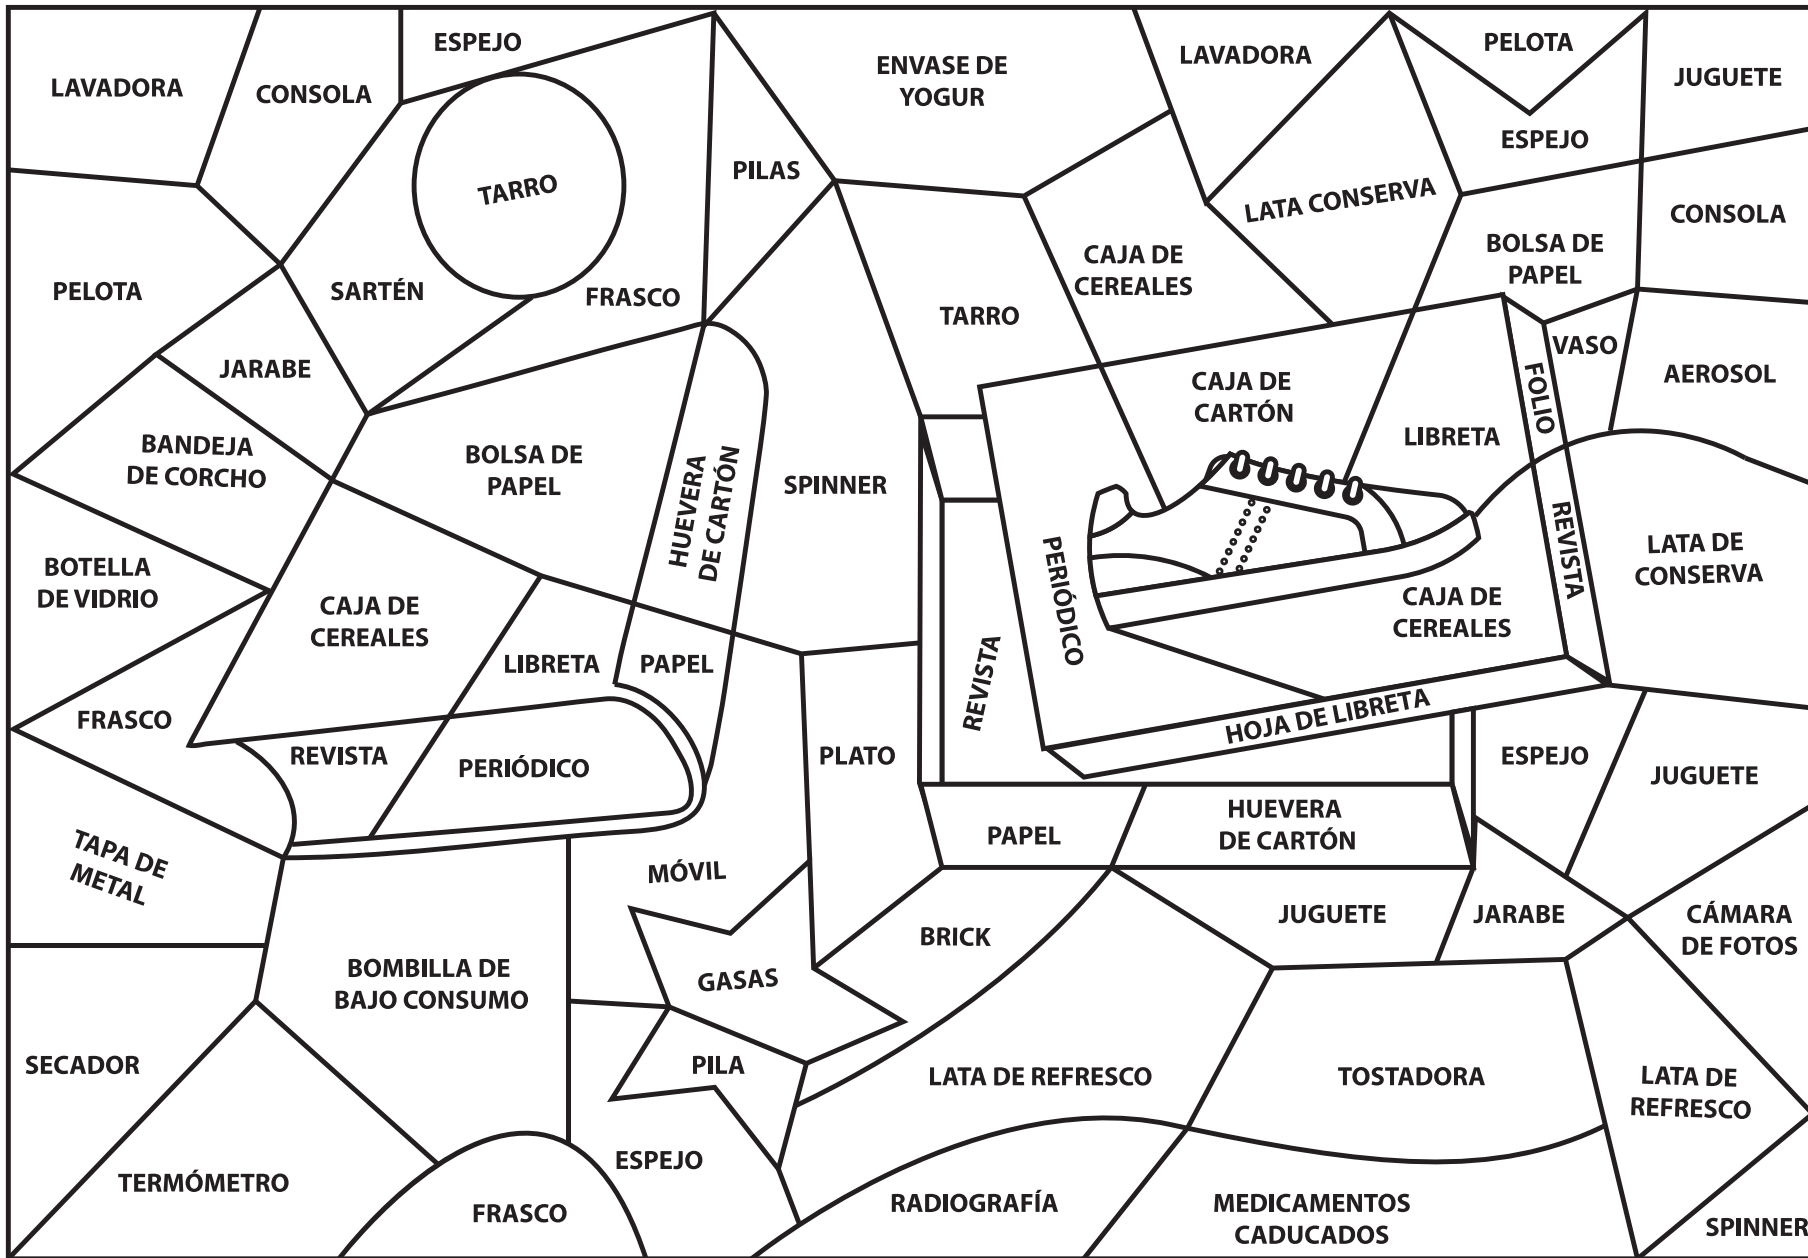 LAVADORA
CONSOLA
ESPEJO
TARRO
PILAS
ENVASE DE
YOGUR
LAVADORA
PELOTA
ESPEJO
JUGUETE
PELOTA
SARTÉN
FRASCO
TARRO
CAJA DE
CEREALES
LATA CONSERVA
BOLSA DE
PAPEL
CONSOLA
JARABE
VASO
AEROSOL
BANDEJA
DE CORCHO
BOLSA DE
PAPEL
HUEVERA
DE CARTÓN
SPINNER
CAJA DE
CARTÓN
LIBRETA
FOLIO
REVISTA
LATA DE
CONSERVA
BOTELLA
DE VIDRIO
CAJA DE
CEREALES
LIBRETA
PAPEL
REVISTA
PERIÓDICO
CAJA DE
CEREALES
FRASCO
REVISTA
PERIÓDICO
PLATO
HOJA DE LIBRETA
ESPEJO
JUGUETE
TAPA DE
METAL
MÓVIL
PAPEL
HUEVERA
DE CARTÓN
BRICK
JUGUETE
JARABE
CÁMARA
DE FOTOS
BOMBILLA DE
BAJO CONSUMO
GASAS
SECADOR
PILA
LATA DE REFRESCO
TOSTADORA
LATA DE
REFRESCO
TERMÓMETRO
FRASCO
ESPEJO
RADIOGRAFÍA
MEDICAMENTOS
CADUCADOS
SPINNER